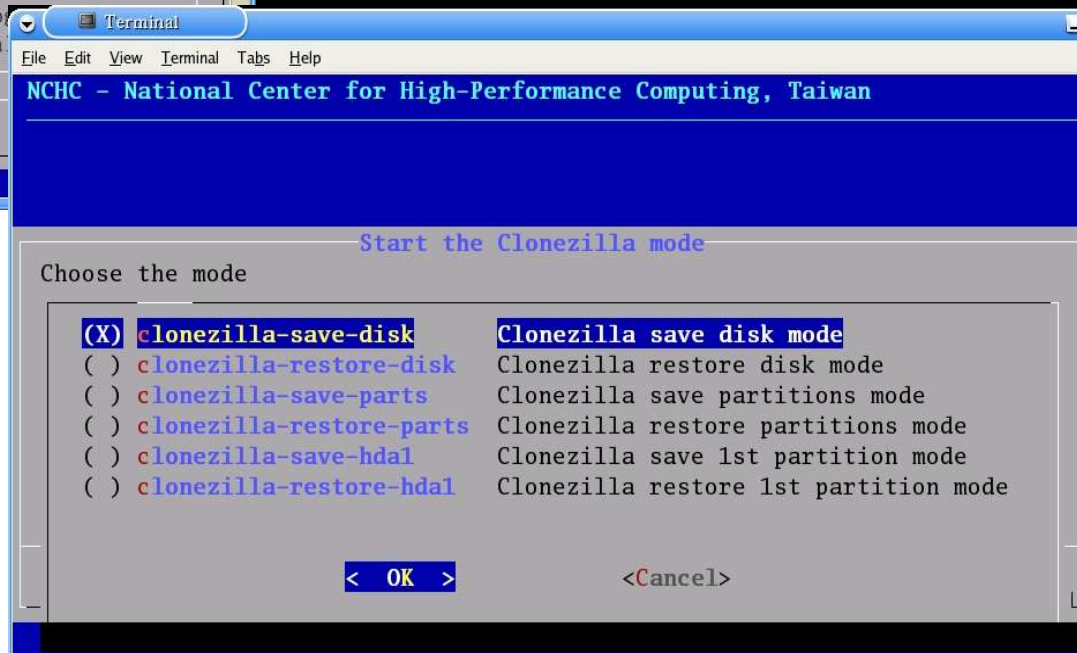 Terminal
File Edit View Terminal Tabs Help
NCHC - National Center for High-Performance Computing, Taiwan
Start the Clonezilla mode
Choose the mode
(X) clonezilla-save-disk Clonezilla save disk mode
( ) clonezilla-restore-disk Clonezilla restore disk mode
( ) clonezilla-save-parts Clonezilla save partitions mode
( ) clonezilla-restore-parts Clonezilla restore partitions mode
( ) clonezilla-save-hda1 Clonezilla save 1st partition mode
( ) clonezilla-restore-hda1 Clonezilla restore 1st partition mode
< OK > <Cancel>